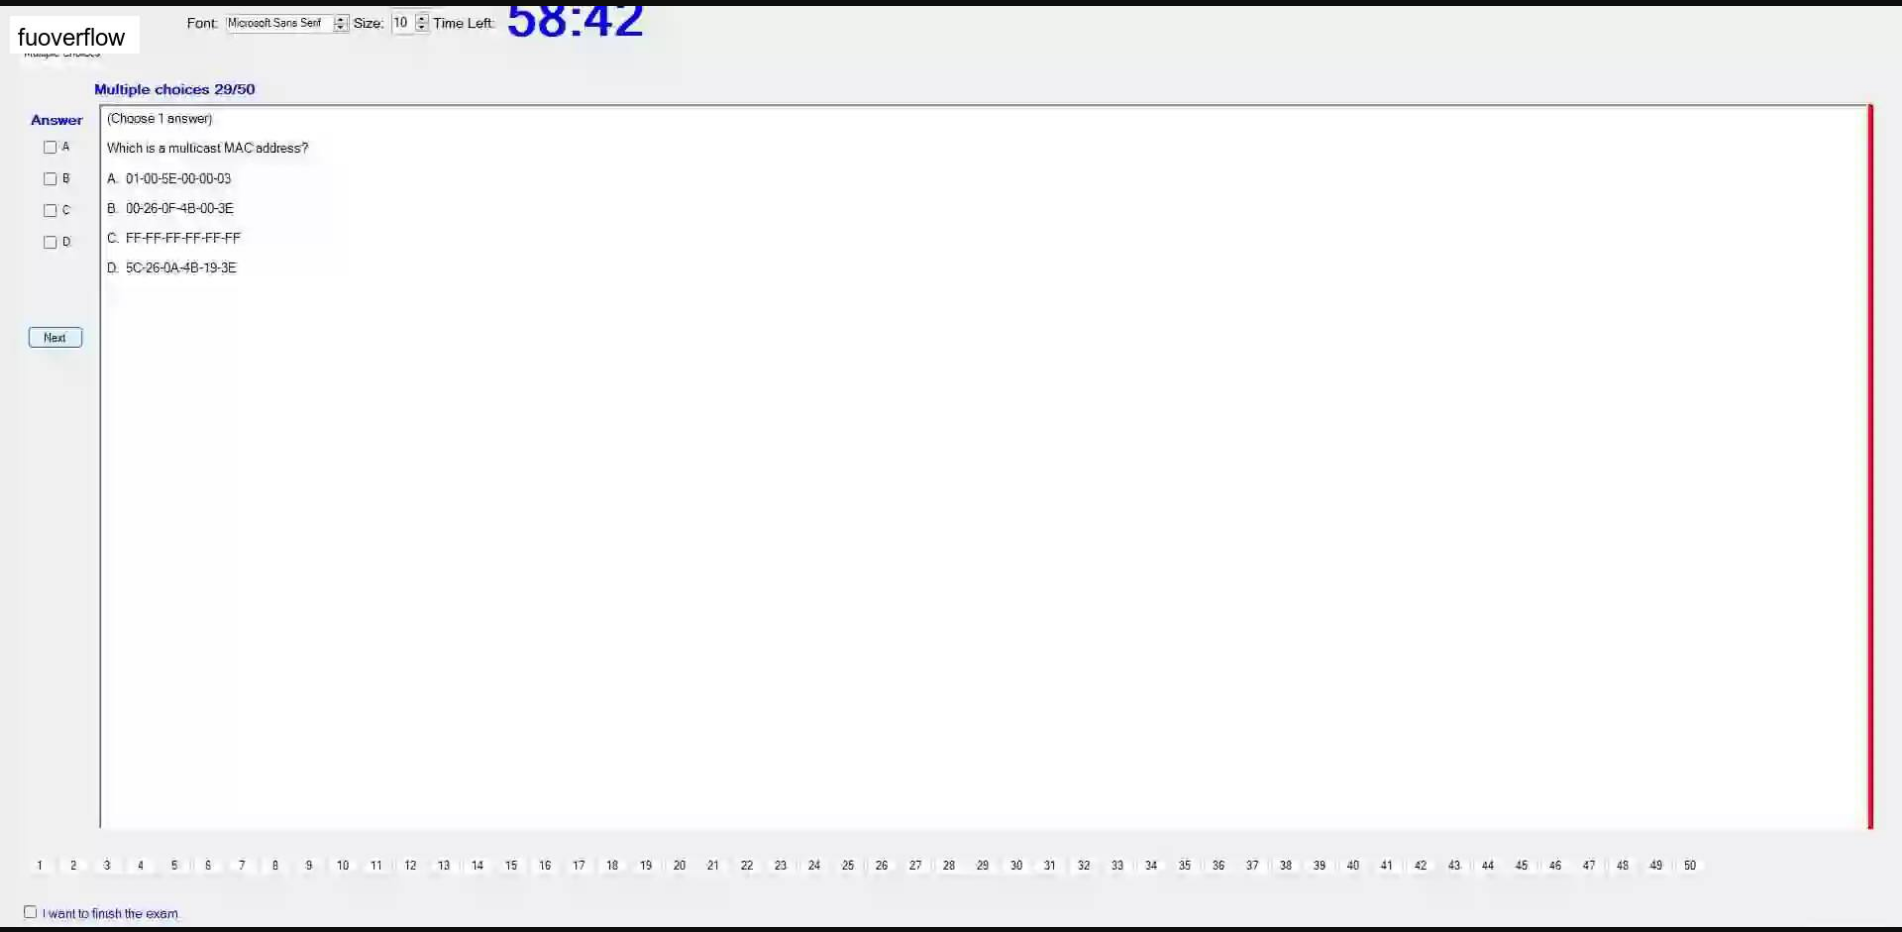 Font: Microsoft Sans Serif Size: 10 Time Left: 58:42
fuoverflow
Multiple choices
Multiple choices 29/50
Answer
(Choose 1 answer)
A
Which is a multicast MAC address?
B
A. 01-00-5E-00-00-03
C
B. 00-26-0F-4B-00-3E
D
C. FF-FF-FF-FF-FF-FF
D. 5C-26-0A-4B-19-3E
Next
1 2 3 4 5 6 7 8 9 10 11 12 13 14 15 16 17 18 19 20 21 22 23 24 25 26 27 28 29 30 31 32 33 34 35 36 37 38 39 40 41 42 43 44 45 46 47 48 49 50
I want to finish the exam.